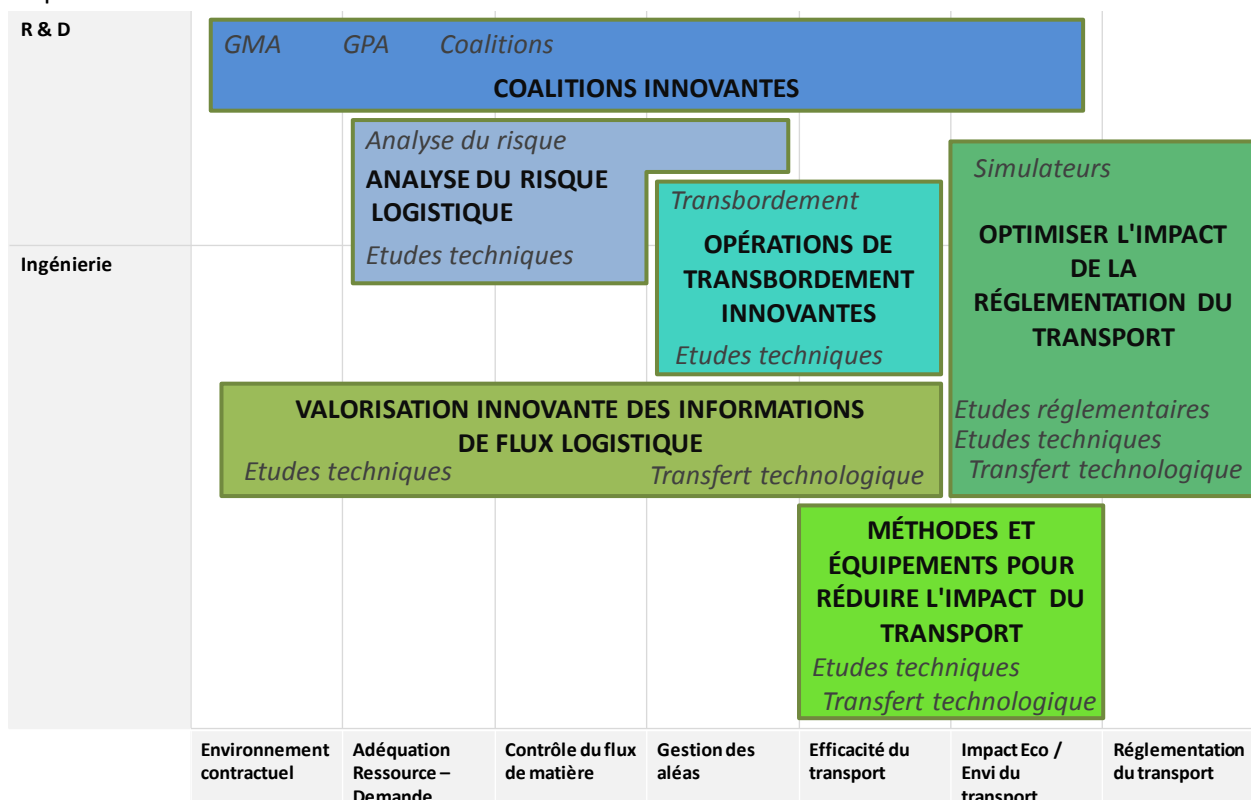 R & D
GMA GPA Coalitions
COALITIONS INNOVANTES
Analyse du risque
ANALYSE DU RISQUE
LOGISTIQUE
Etudes techniques
Transbordement
OPÉRATIONS DE
TRANSBORDEMENT
INNOVANTES
Etudes techniques
Simulateurs
OPTIMISER L'IMPACT
DE LA
RÉGLEMENTATION DU
TRANSPORT
Etudes réglementaires
Etudes techniques
Transfert technologique
Ingénierie
VALORISATION INNOVANTE DES INFORMATIONS
DE FLUX LOGISTIQUE
Etudes techniques Transfert technologique
MÉTHODES ET
ÉQUIPEMENTS POUR
RÉDUIRE L'IMPACT DU
TRANSPORT
Etudes techniques
Transfert technologique
Environnement
contractuel
Adéquation
Ressource –
Demande
Contrôle du flux
de matière
Gestion des
aléas
Efficacité du
transport
Impact Eco /
Envi du
transport
Réglementation
du transport